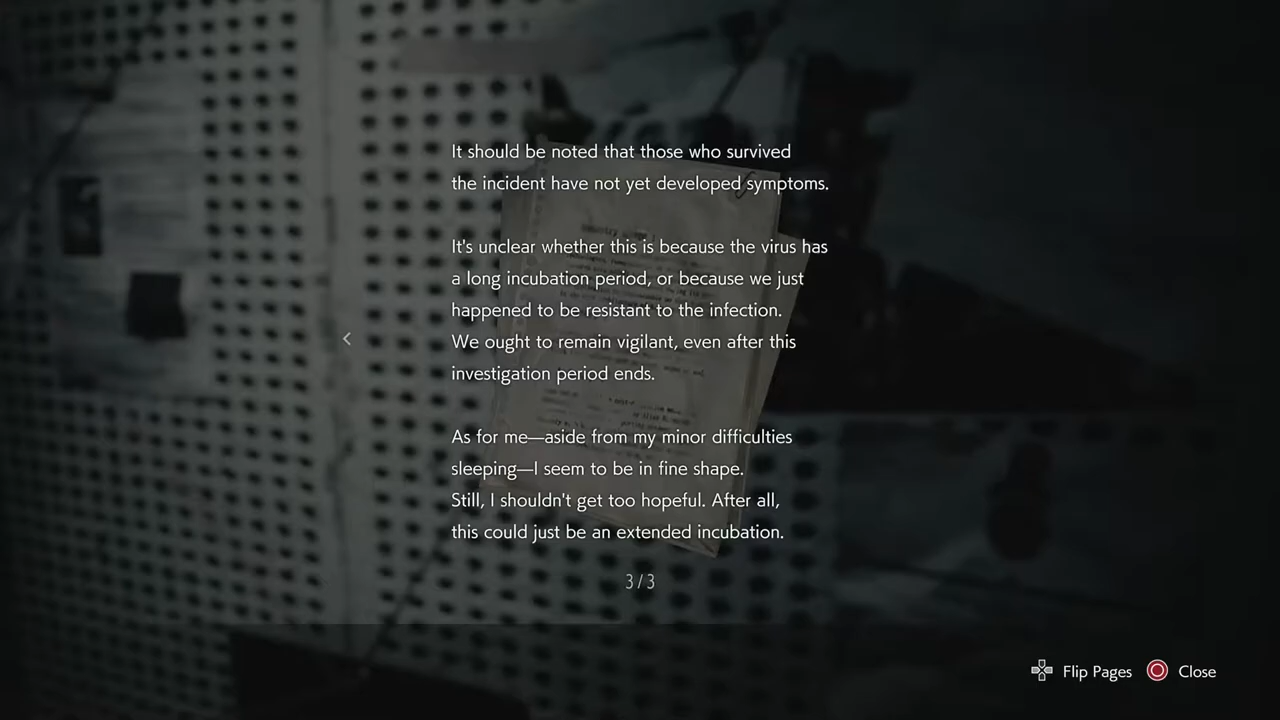 It should be noted that those who survived
the incident have not yet developed symptoms.
It's unclear whether this is because the virus has
a long incubation period, or because we just
happened to be resistant to the infection.
We ought to remain vigilant, even after this
investigation period ends.
As for me—aside from my minor difficulties
sleeping—I seem to be in fine shape.
Still, I shouldn't get too hopeful. After all,
this could just be an extended incubation.
3/3
Flip Pages
Close